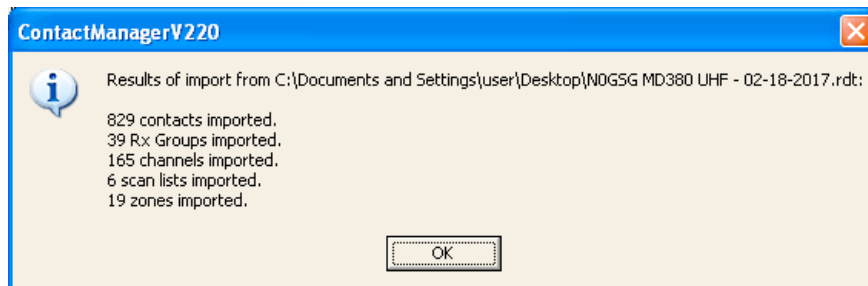 ContactManagerV220
Results of import from C:\Documents and Settings\user\Desktop\N0GSG MD380 UHF - 02-18-2017.rdt:
829 contacts imported.
39 Rx Groups imported.
165 channels imported.
6 scan lists imported.
19 zones imported.
OK